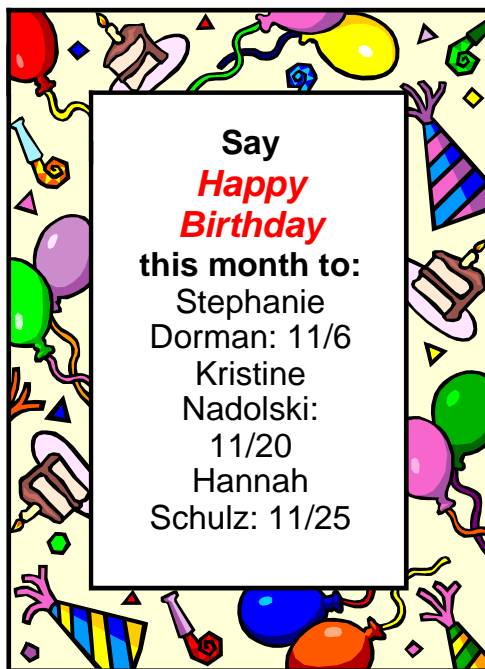 Say
Happy
Birthday
this month to:
Stephanie
Dorman: 11/6
Kristine
Nadolski:
11/20
Hannah
Schulz: 11/25